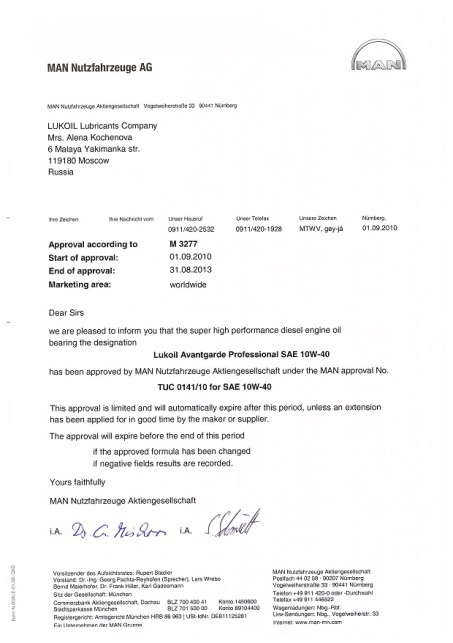 MAN Nutzfahrzeuge AG
MAN
MAN Nutzfahrzeuge Aktiengesellschaft Vogelweiherstraße 33 90441 Nürnberg
LUKOIL Lubricants Company
Mrs. Alena Kochenova
6 Malaya Yakimanka str.
119180 Moscow
Russia
Ihre Zeichen Ihre Nachricht vom Unser Hausruf Unser Telefax Unsere Zeichen Nürnberg,
0911/420-2532 0911/420-1928 MTWV, gey-jä 01.09.2010
Approval according to M 3277
Start of approval: 01.09.2010
End of approval: 31.08.2013
Marketing area: worldwide
Dear Sirs
we are pleased to inform you that the super high performance diesel engine oil
bearing the designation
Lukoil Avantgarde Professional SAE 10W-40
has been approved by MAN Nutzfahrzeuge Aktiengesellschaft under the MAN approval No.
TUC 0141/10 for SAE 10W-40
This approval is limited and will automatically expire after this period, unless an extension
has been applied for in good time by the maker or supplier.
The approval will expire before the end of this period
if the approved formula has been changed
if negative fields results are recorded.
Yours faithfully
MAN Nutzfahrzeuge Aktiengesellschaft
i.A. i.A.
Vorsitzender des Aufsichtsrates: Rupert Stadler
Vorstand: Dr.-Ing. Georg Pachta-Reyhofen (Sprecher), Lars Wrebo
Bernd Maierhofer, Dr. Frank Hiller, Karl Gadesmann
Sitz der Gesellschaft: München
Commerzbank Aktiengesellschaft, Dachau BLZ 700 400 41 Konto 1450600
Stadtsparkasse München BLZ 701 500 00 Konto 69104400
Registergericht: Amtsgericht München HRB 86 963 | USt-IdNr. DE811125281
Ein Unternehmen der MAN Gruppe
MAN Nutzfahrzeuge Aktiengesellschaft
Postfach 44 02 58 · 90207 Nürnberg
Vogelweiherstraße 33 · 90441 Nürnberg
Telefon +49 911 420-0 oder -Durchwahl
Telefax +49 911 446522
Wagenladungen: Nbg.-Rbf.
Lkw-Sendungen: Nbg., Vogelweiherstr. 33
Internet: www.man-mn.com